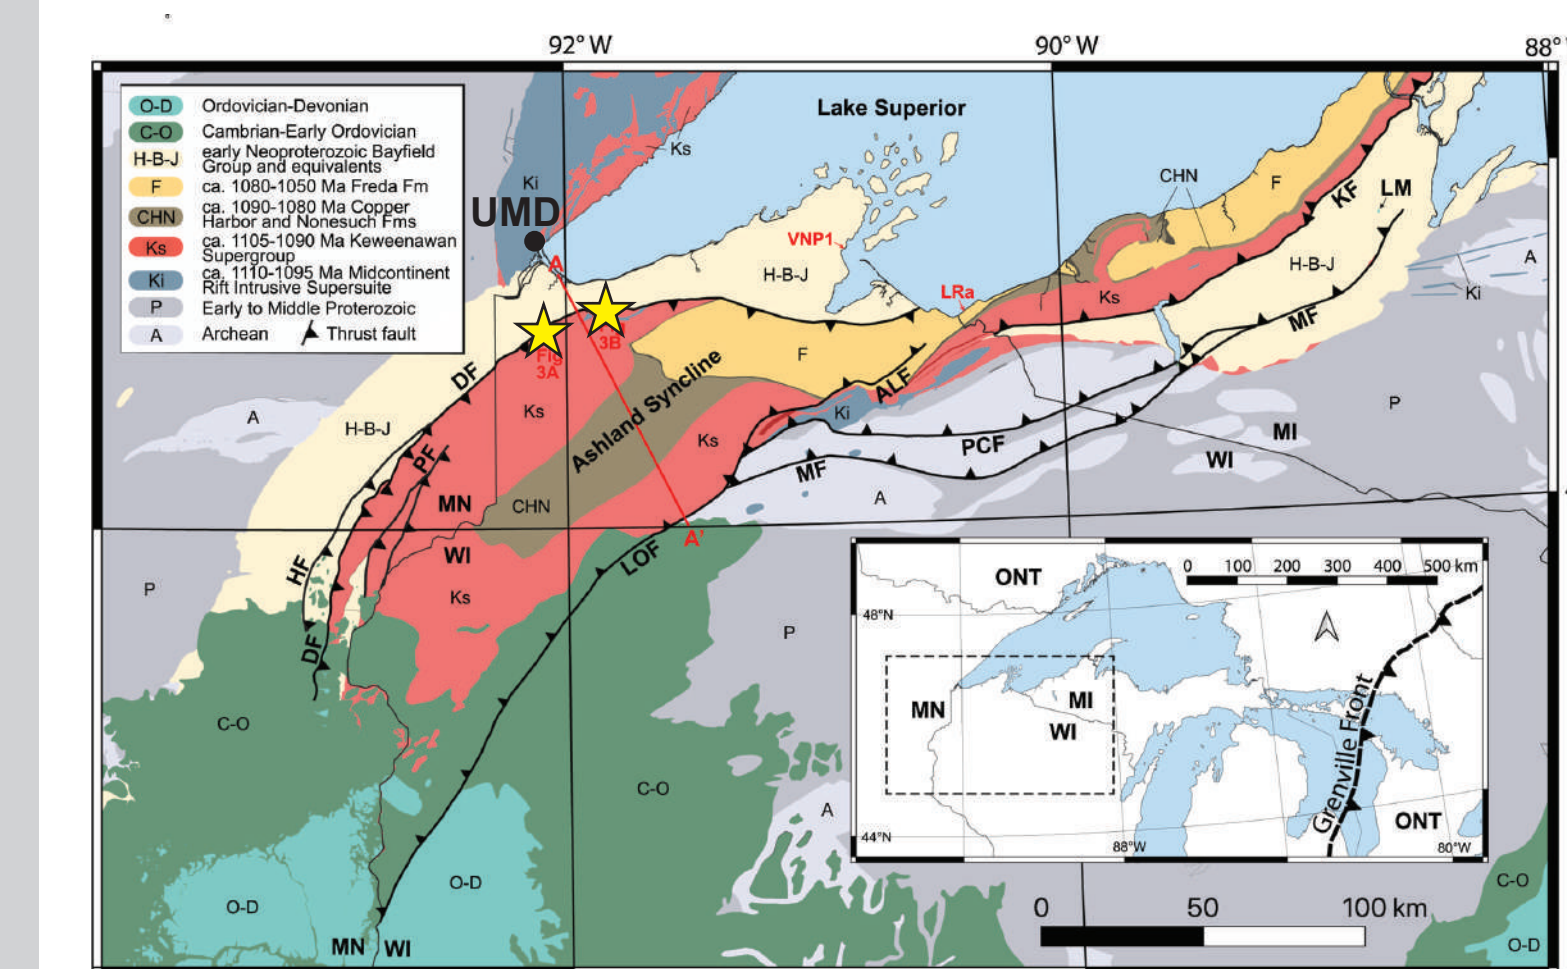 92° W
90° W
88°
O-D Ordovician-Devonian
C-O Cambrian-Early Ordovician
H-B-J early Neoproterozoic Bayfield
Group and equivalents
F ca. 1080-1050 Ma Freda Fm
CHN ca. 1090-1080 Ma Copper
Harbor and Nonesuch Fms
Ks ca. 1105-1090 Ma Keweenawan
Supergroup
Ki ca. 1110-1095 Ma Midcontinent
Rift Intrusive Supersuite
P Early to Middle Proterozoic
A Archean Thrust fault
Lake Superior
Ks
Ki
UMD
CHN
F
KF
LM
VNP1
A
H-B-J
H-B-J
A
Ki
LRa
Ks
MF
3B
Fig
3A
F
DF
ALF
A
H-B-J
Ks
Ashland Syncline
Ks
Ki
P
PF
PCF
MI
WI
MF
MN
CHN
A
WI
A'
LOF
HF
P
Ks
P
DF
C-O
C-O
A
O-D
O-D
MN WI
ONT
0 100 200 300 400 500 km
48°N
MN
MI
WI
Grenville Front
ONT
44°N
88°W
80°W
0 50 100 km
C-O
O-D